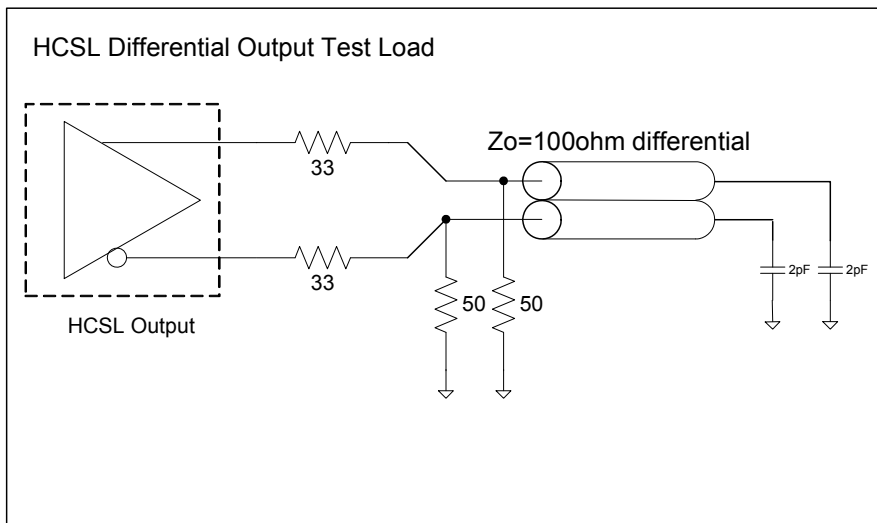 HCSL Differential Output Test Load
Zo=100ohm differential
33
33
2pF 2pF
50 50
HCSL Output